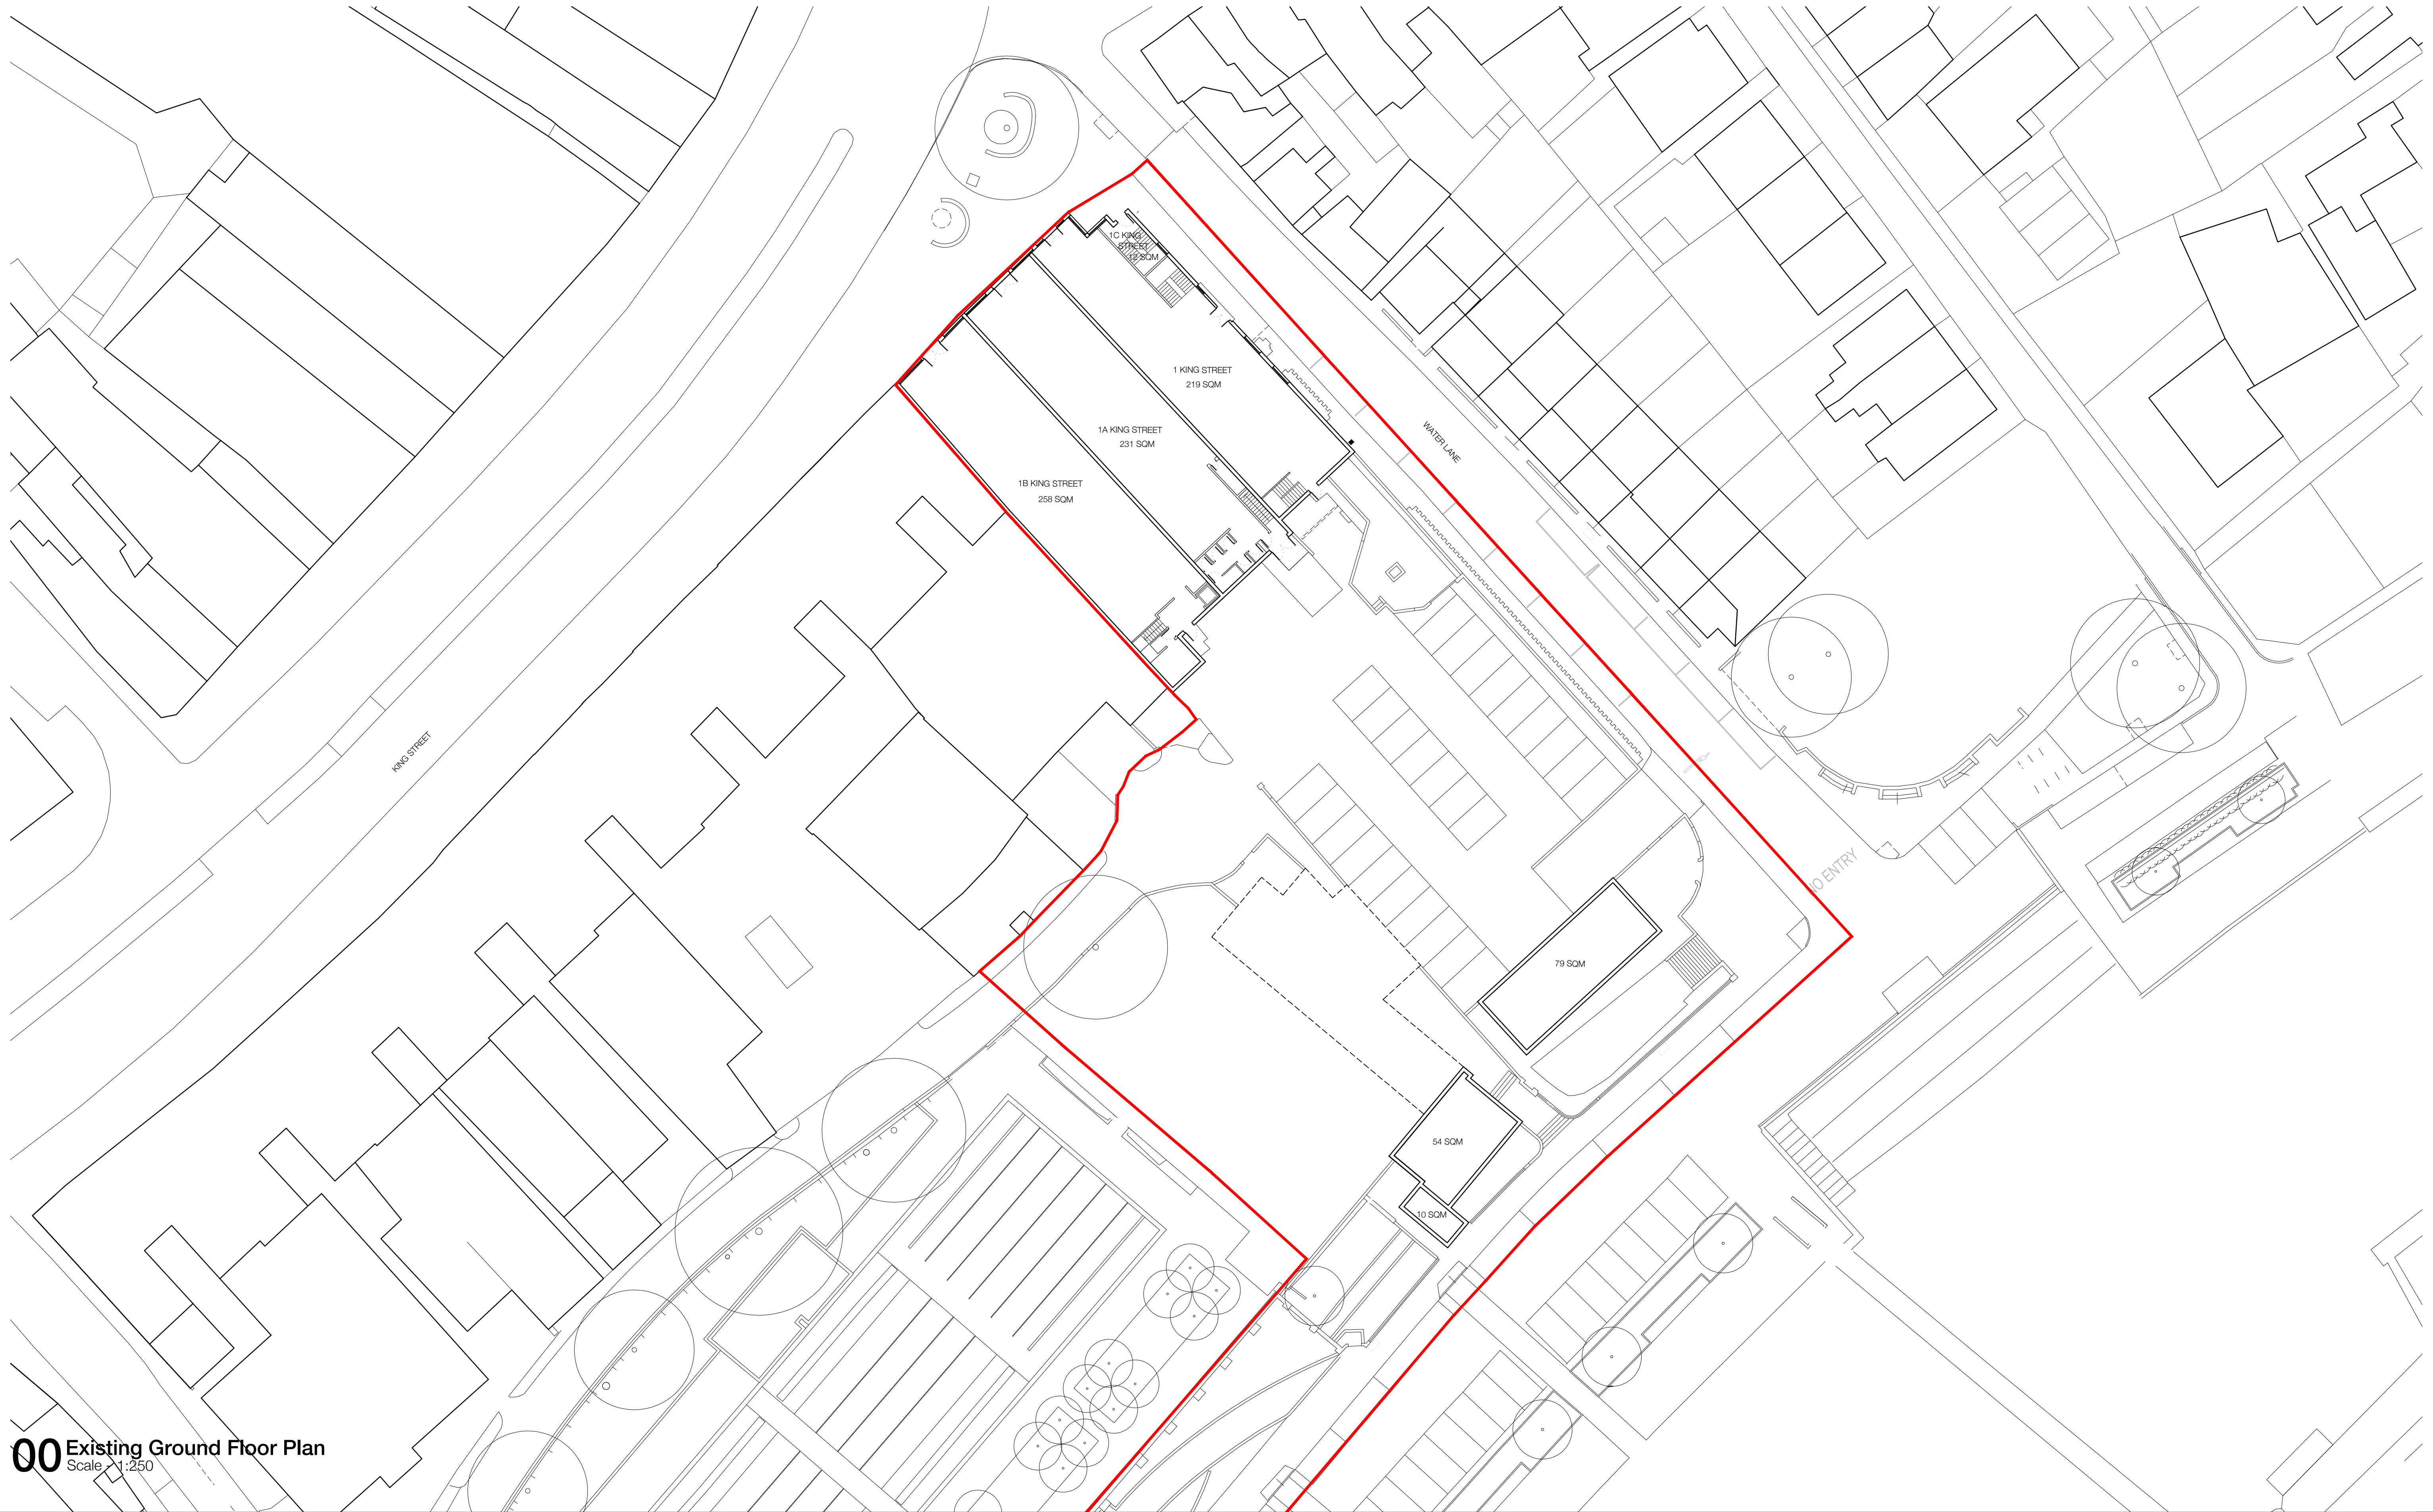 1C KING
STREET
12 SQM
1 KING STREET
219 SQM
1A KING STREET
231 SQM
1B KING STREET
258 SQM
WATER LANE
KING STREET
NO ENTRY
79 SQM
54 SQM
10 SQM
00 Existing Ground Floor Plan
Scale - 1:250